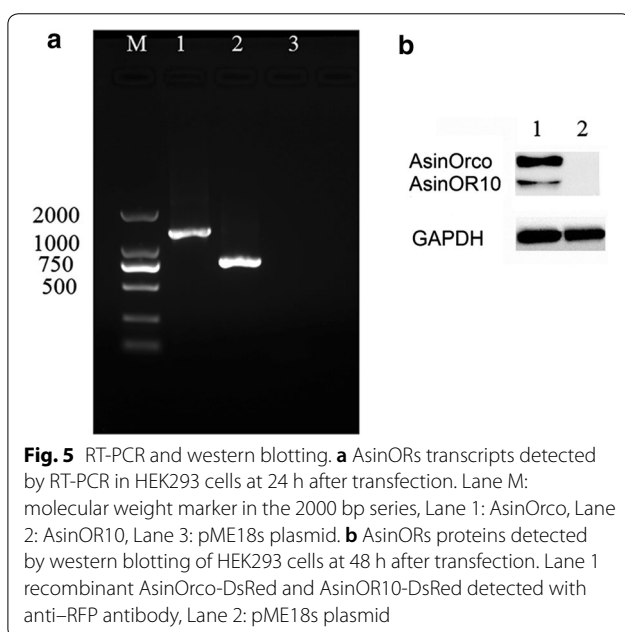 a
M 1 2 3
2000
1000
750
500
b
1 2
AsinOrco
AsinOR10
GAPDH
Fig. 5 RT-PCR and western blotting. a AsinORs transcripts detected
by RT-PCR in HEK293 cells at 24 h after transfection. Lane M:
molecular weight marker in the 2000 bp series, Lane 1: AsinOrco, Lane
2: AsinOR10, Lane 3: pME18s plasmid. b AsinORs proteins detected
by western blotting of HEK293 cells at 48 h after transfection. Lane 1
recombinant AsinOrco-DsRed and AsinOR10-DsRed detected with
anti–RFP antibody, Lane 2: pME18s plasmid